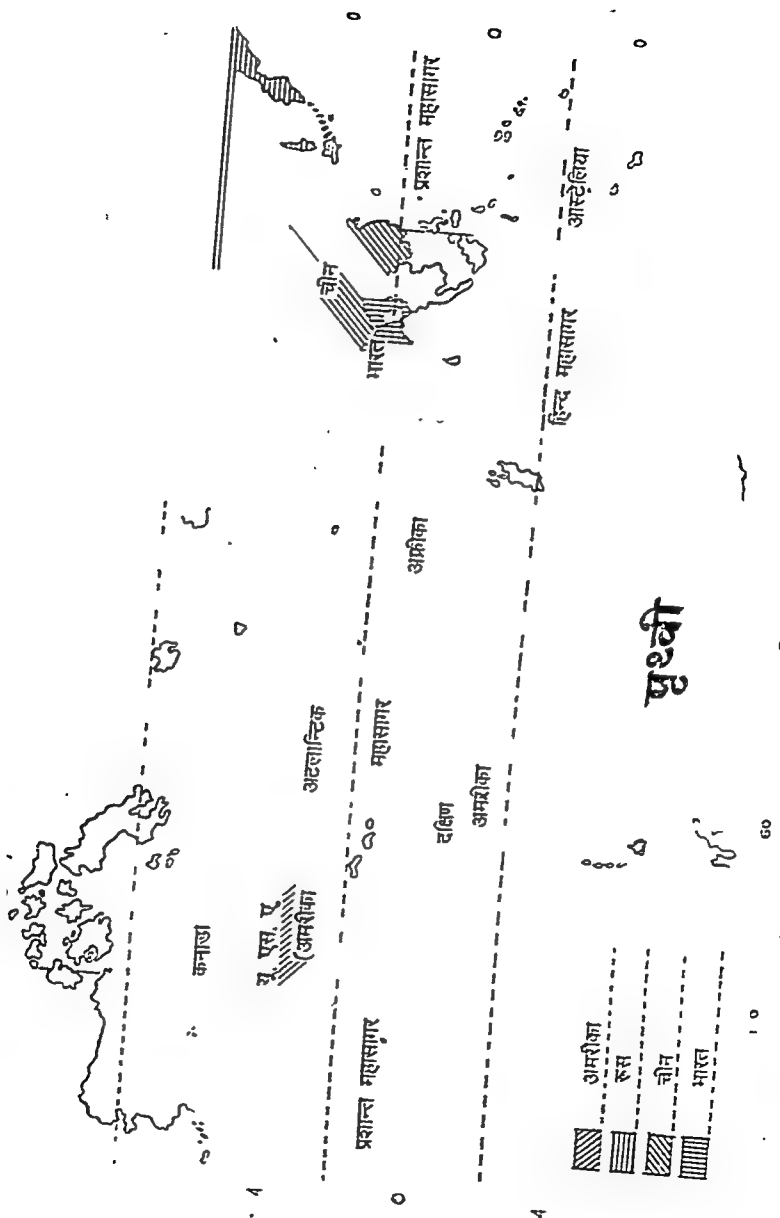 कनाडा
यू. एस. ए
(अमरीका
अटलान्टिक
महासागर
प्रशान्त महासागर
दक्षिण
अमरीका
अफ्रीका
चीन
भारत
प्रशान्त महासागर
हिन्द महासागर
आस्ट्रेलिया
पृथ्वी
अमरीका
रूस
चीन
भारत